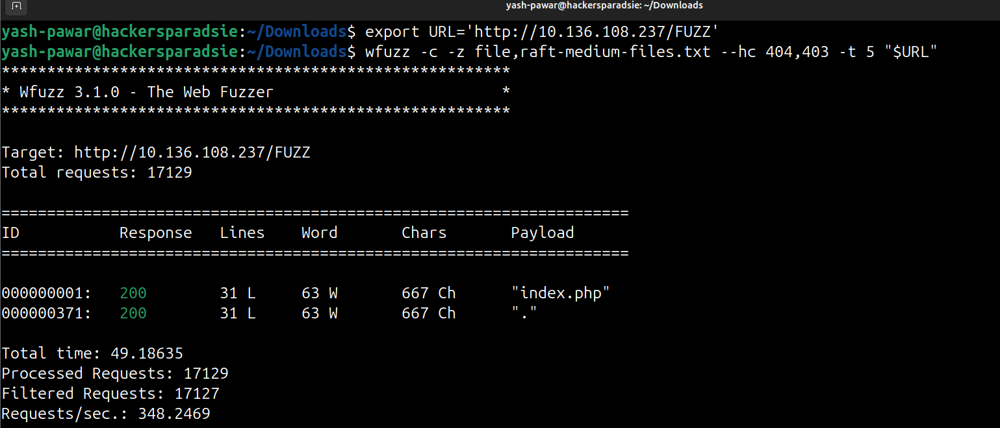 yash-pawar@hackersparadsie: ~/Downloads
yash-pawar@hackersparadsie:~/Downloads$ export URL='http://10.136.108.237/FUZZ'
yash-pawar@hackersparadsie:~/Downloads$ wfuzz -c -z file,raft-medium-files.txt --hc 404,403 -t 5 "$URL"
********************************************************
* Wfuzz 3.1.0 - The Web Fuzzer                         *
********************************************************
Target: http://10.136.108.237/FUZZ
Total requests: 17129
=====================================================================
ID           Response   Lines    Word       Chars       Payload
=====================================================================
000000001:   200        31 L     63 W       667 Ch      "index.php"
000000371:   200        31 L     63 W       667 Ch      "."
Total time: 49.18635
Processed Requests: 17129
Filtered Requests: 17127
Requests/sec.: 348.2469